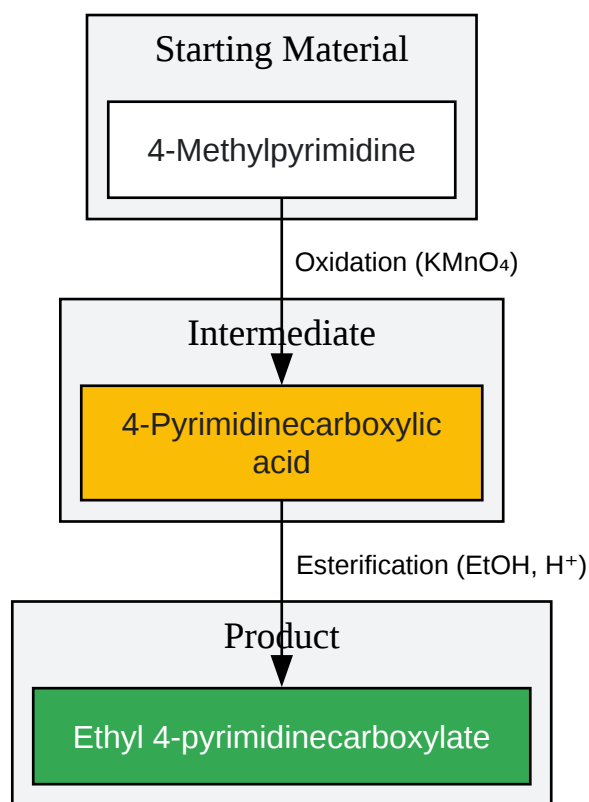 Starting Material
4-Methylpyrimidine
Oxidation (KMnO₄)
Intermediate
4-Pyrimidinecarboxylic
acid
Esterification (EtOH, H⁺)
Product
Ethyl 4-pyrimidinecarboxylate